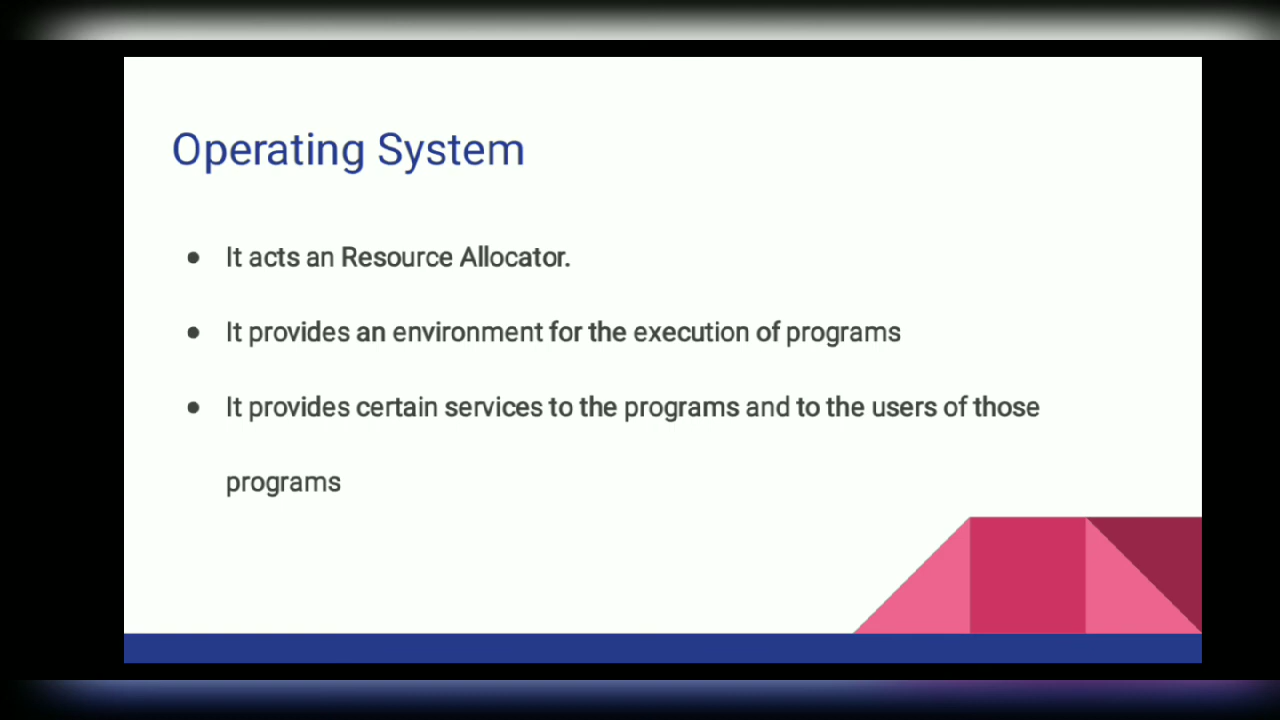 Operating System
● It acts an Resource Allocator.
● It provides an environment for the execution of programs
● It provides certain services to the programs and to the users of those
programs